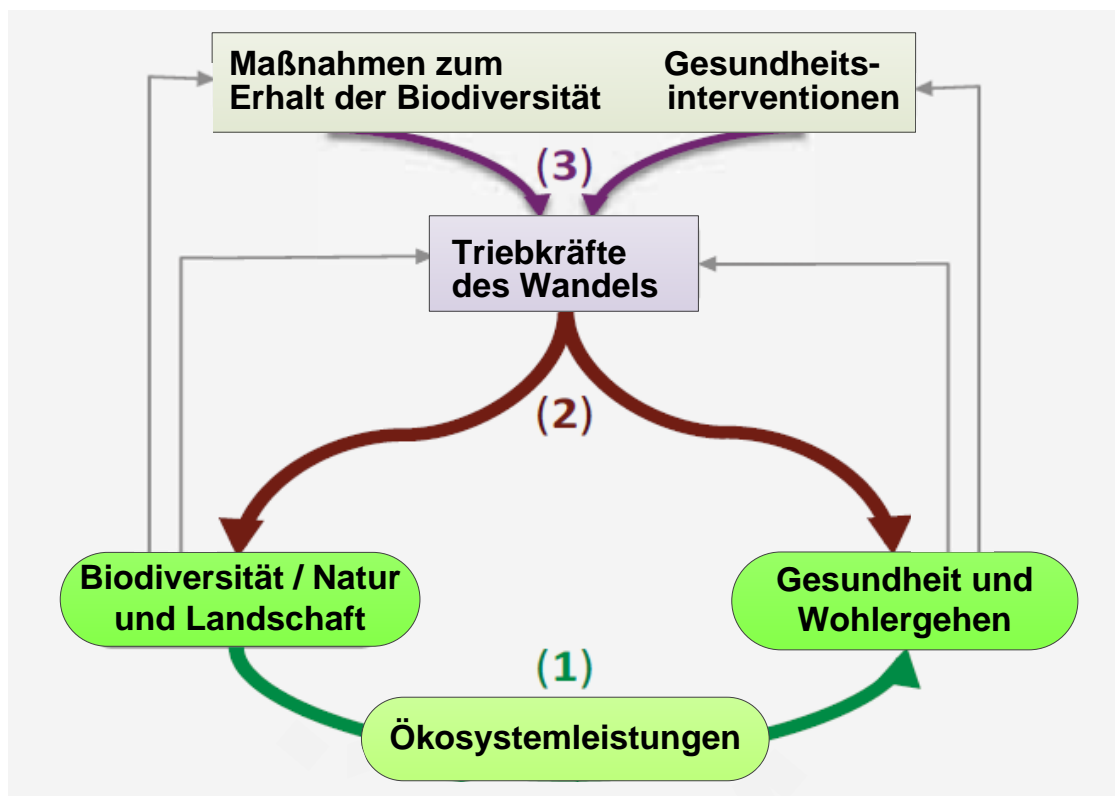 Maßnahmen zum
Erhalt der Biodiversität
Gesundheits-
interventionen
(3)
Triebkräfte
des Wandels
(2)
Biodiversität / Natur
und Landschaft
Gesundheit und
Wohlergehen
(1)
Ökosystemleistungen